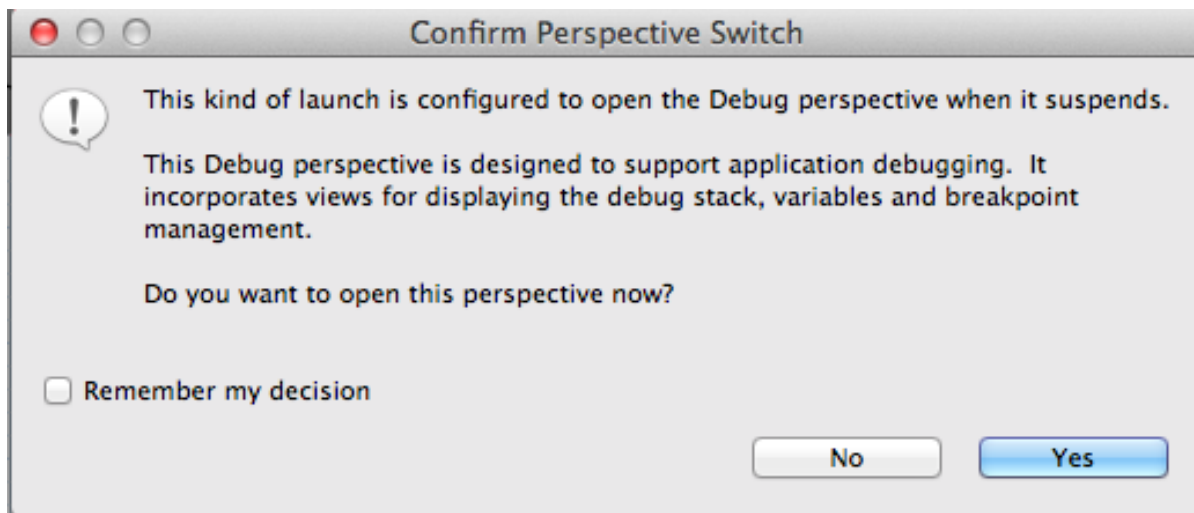 Confirm Perspective Switch
This kind of launch is configured to open the Debug perspective when it suspends.
This Debug perspective is designed to support application debugging.  It
incorporates views for displaying the debug stack, variables and breakpoint
management.
Do you want to open this perspective now?
Remember my decision
No
Yes